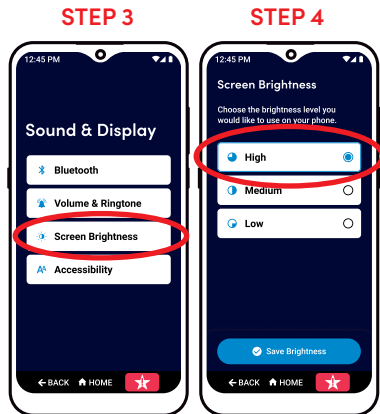 STEP 3
12:45 PM
Sound & Display
Bluetooth
Volume & Ringtone
Screen Brightness
Accessibility
BACK HOME
STEP 4
12:45 PM
Screen Brightness
Choose the brightness level you
would like to use on your phone.
High
Medium
Low
Save Brightness
BACK HOME